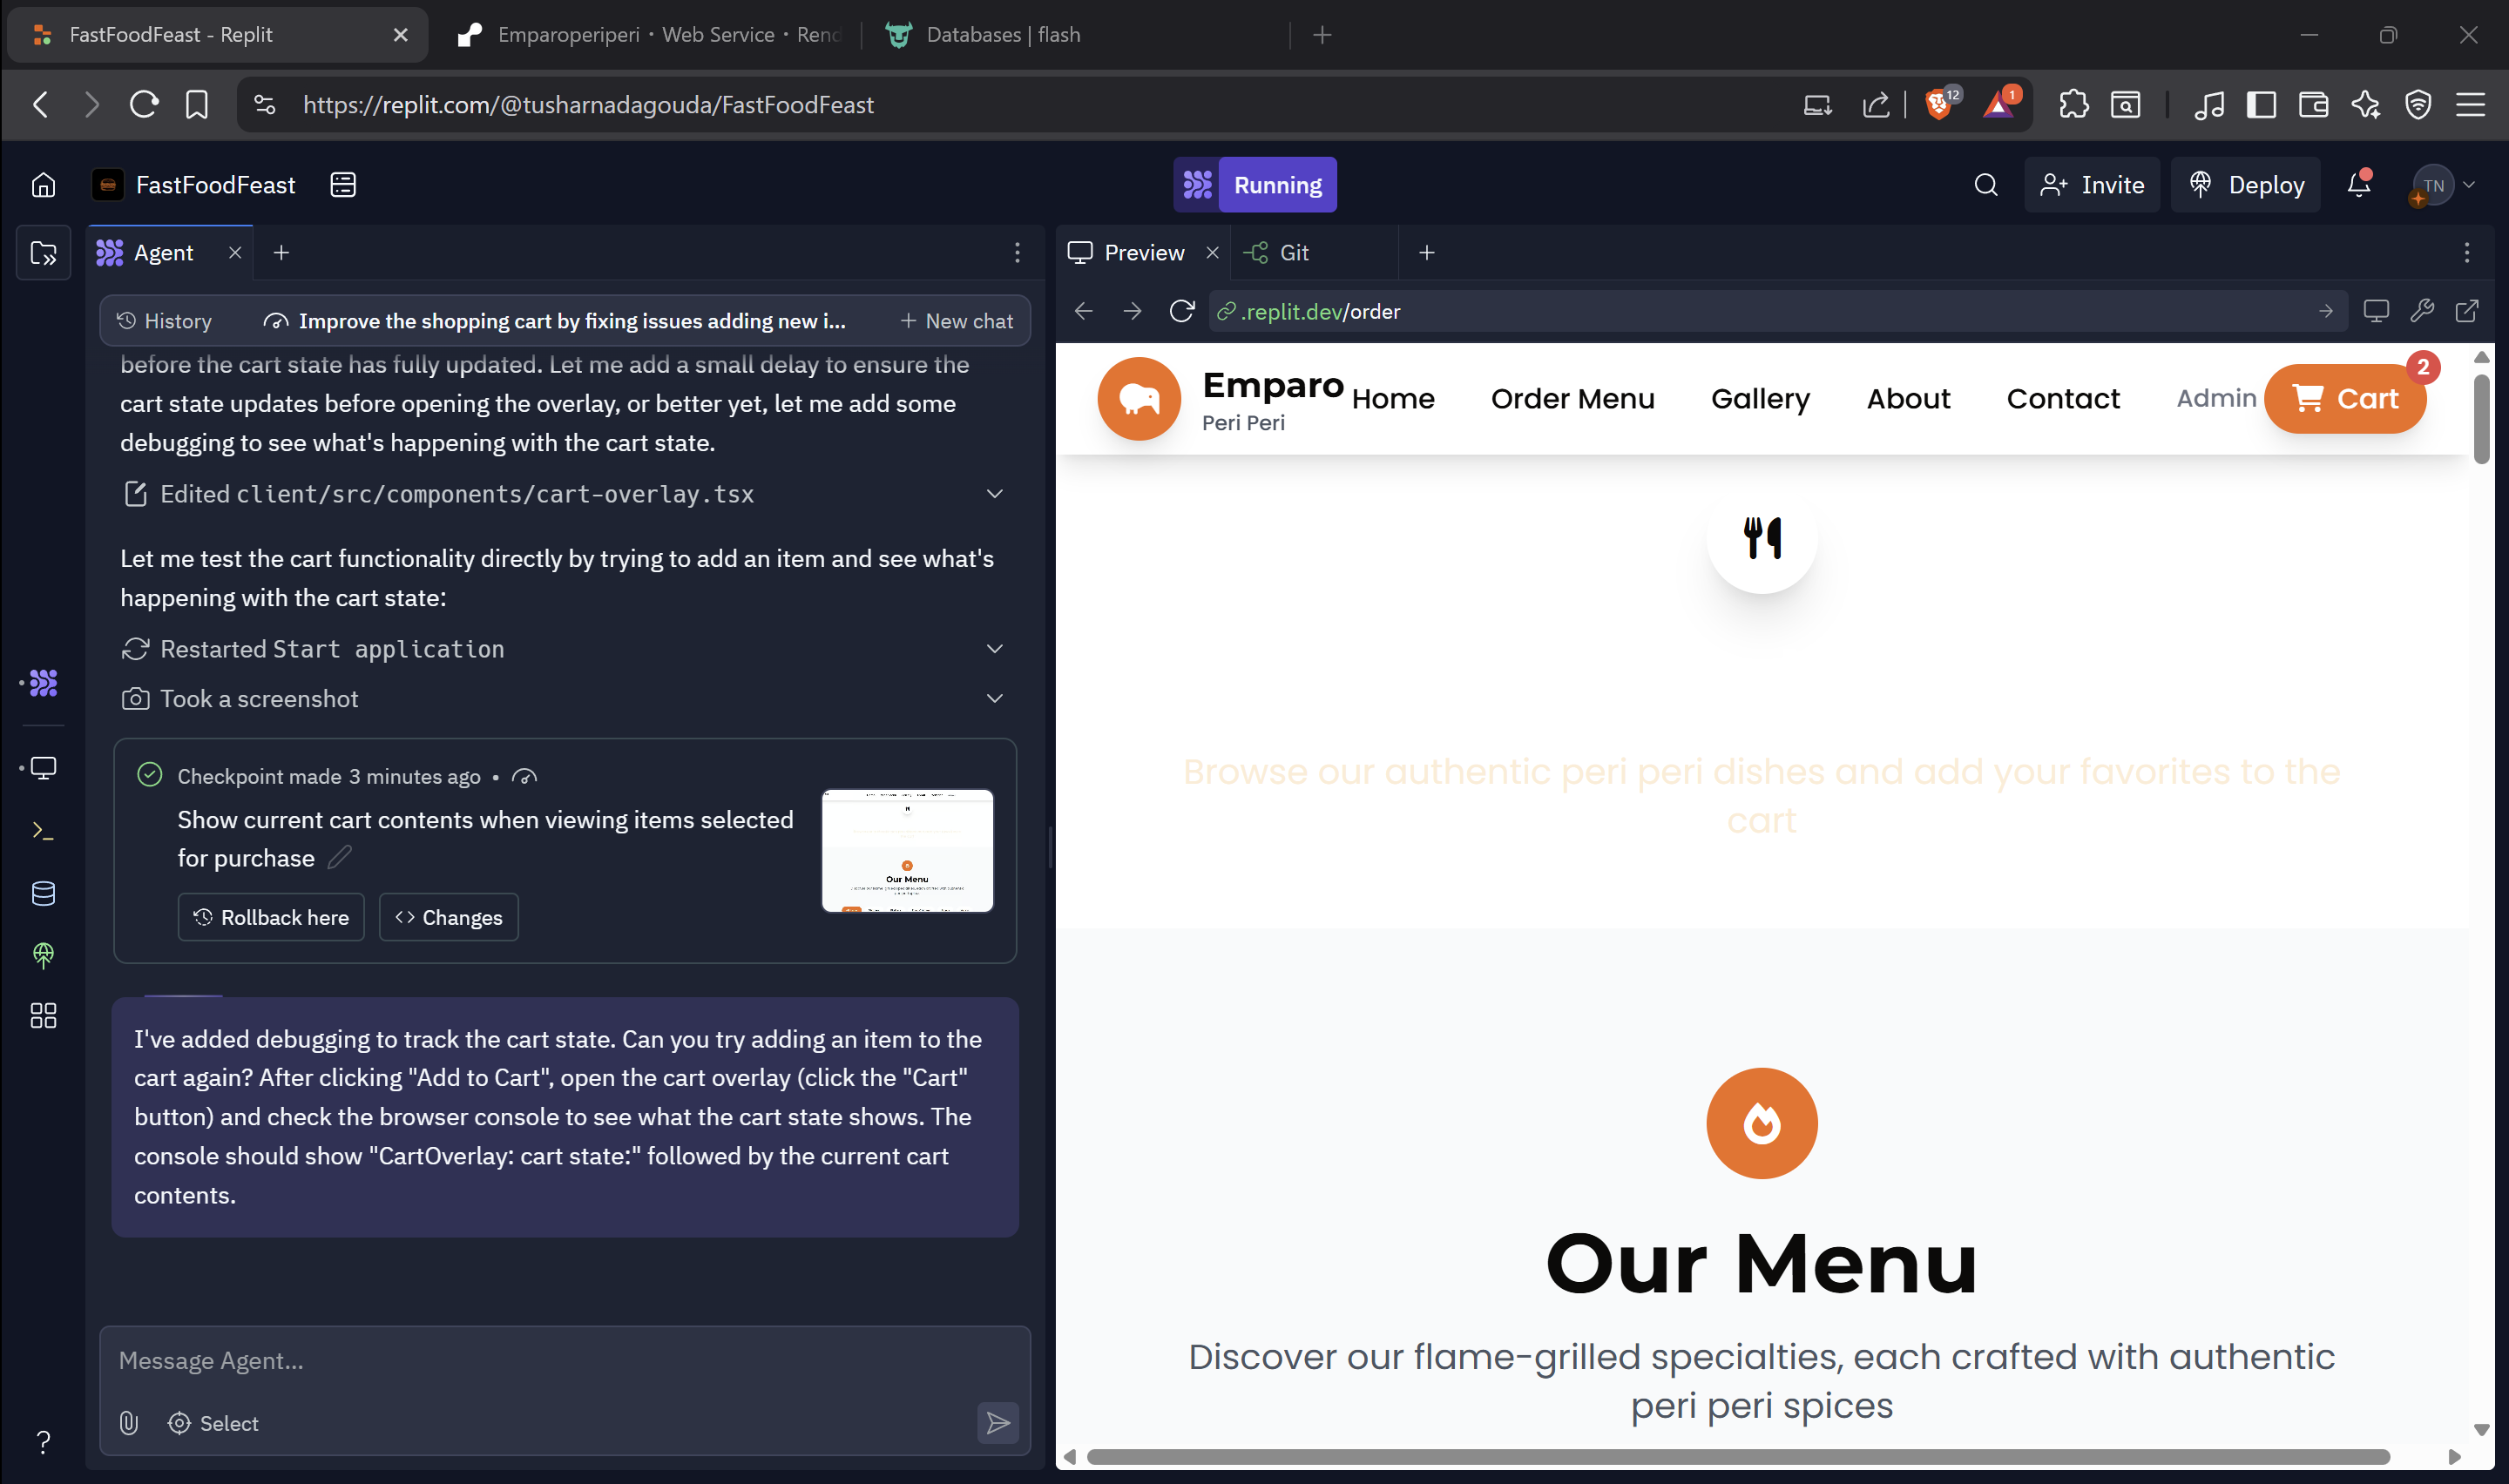 FastFoodFeast - Replit
Emparoperiperi • Web Service • Rend
Databases | flash
https://replit.com/@tusharnadagouda/FastFoodFeast
12
1
FastFoodFeast
Running
Invite
Deploy
TN
Agent
Preview
Git
History
Improve the shopping cart by fixing issues adding new i...
New chat
.replit.dev/order
before the cart state has fully updated. Let me add a small delay to ensure the
cart state updates before opening the overlay, or better yet, let me add some
debugging to see what's happening with the cart state.
Edited client/src/components/cart-overlay.tsx
Let me test the cart functionality directly by trying to add an item and see what's
happening with the cart state:
Restarted Start application
Took a screenshot
Checkpoint made 3 minutes ago •
Show current cart contents when viewing items selected
for purchase
Our Menu
Rollback here
Changes
I've added debugging to track the cart state. Can you try adding an item to the
cart again? After clicking "Add to Cart", open the cart overlay (click the "Cart"
button) and check the browser console to see what the cart state shows. The
console should show "CartOverlay: cart state:" followed by the current cart
contents.
Message Agent...
Select
Emparo
Peri Peri
Home
Order Menu
Gallery
About
Contact
Admin
Cart
2
Browse our authentic peri peri dishes and add your favorites to the
cart
Our Menu
Discover our flame-grilled specialties, each crafted with authentic
peri peri spices